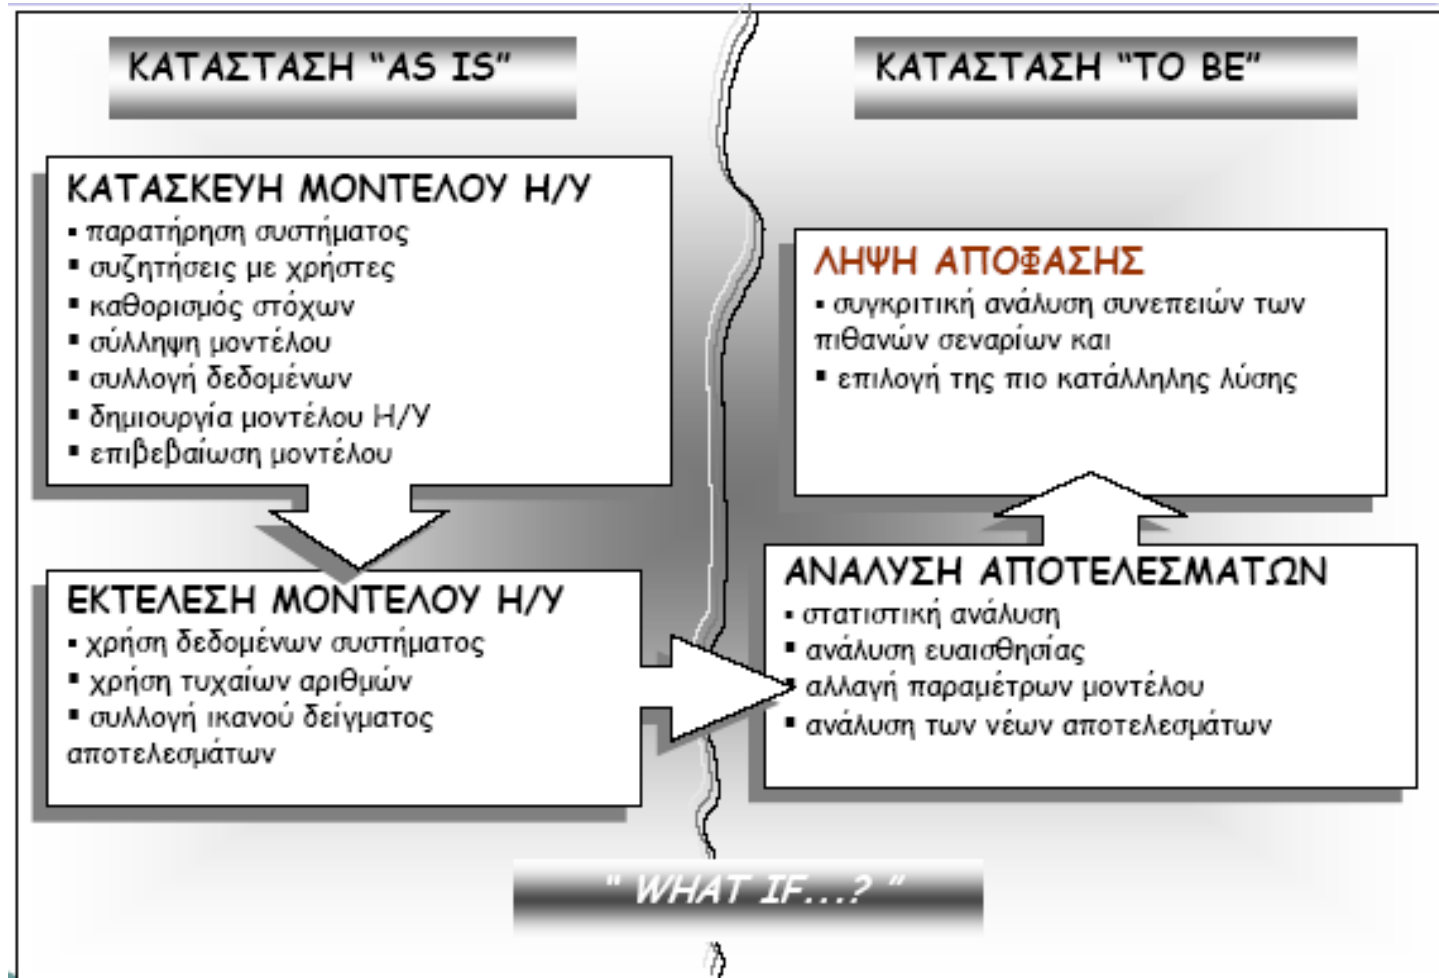 ΚΑΤΑΣΤΑΣΗ “AS IS”
ΚΑΤΑΣΚΕΥΗ ΜΟΝΤΕΛΟΥ Η/Υ
▪ παρατήρηση συστήματος
▪ συζητήσεις με χρήστες
▪ καθορισμός στόχων
▪ σύλληψη μοντέλου
▪ συλλογή δεδομένων
▪ δημιουργία μοντέλου Η/Υ
▪ επιβεβαίωση μοντέλου
ΕΚΤΕΛΕΣΗ ΜΟΝΤΕΛΟΥ Η/Υ
▪ χρήση δεδομένων συστήματος
▪ χρήση τυχαίων αριθμών
▪ συλλογή ικανού δείγματος
αποτελεσμάτων
ΚΑΤΑΣΤΑΣΗ “TO BE”
ΛΗΨΗ ΑΠΟΦΑΣΗΣ
▪ συγκριτική ανάλυση συνεπειών των
πιθανών σεναρίων και
▪ επιλογή της πιο κατάλληλης λύσης
ΑΝΑΛΥΣΗ ΑΠΟΤΕΛΕΣΜΑΤΩΝ
▪ στατιστική ανάλυση
▪ ανάλυση ευαισθησίας
▪ αλλαγή παραμέτρων μοντέλου
▪ ανάλυση των νέων αποτελεσμάτων
“ WHAT IF...? ”